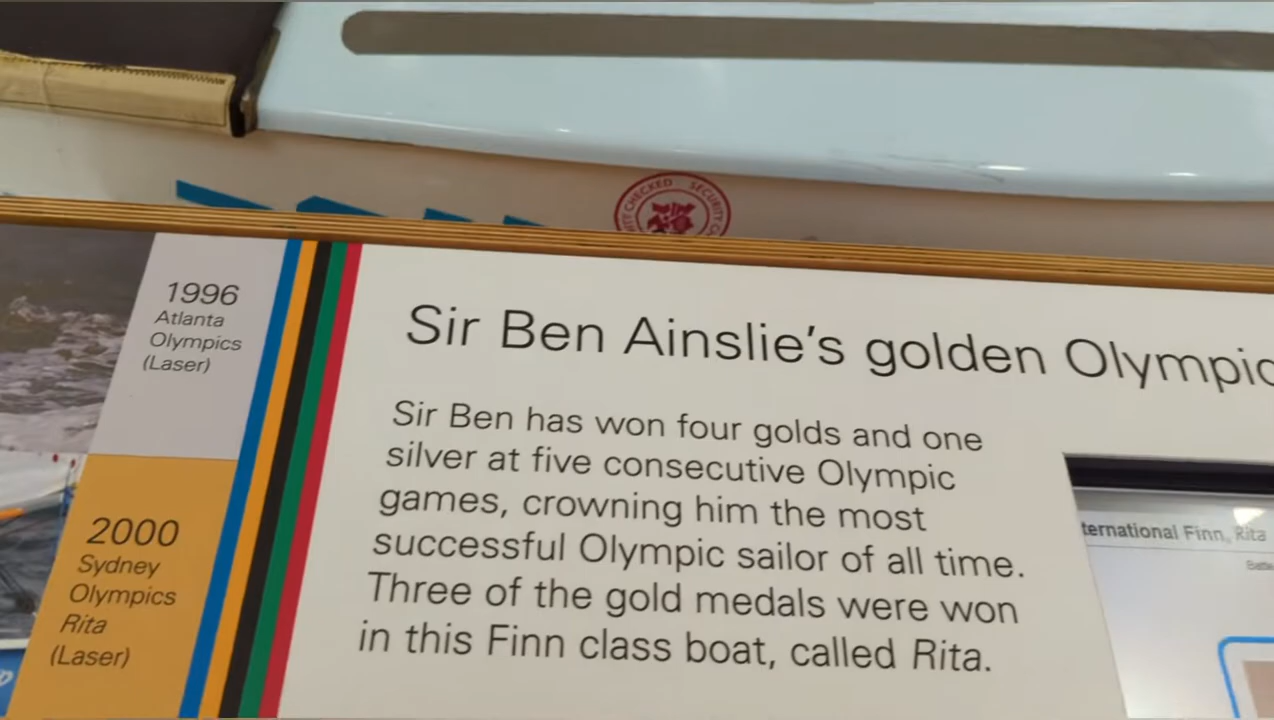 CHECKED SECURITY
1996
Atlanta
Olympics
(Laser)
2000
Sydney
Olympics
Rita
(Laser)
Sir Ben Ainslie's golden Olympic
Sir Ben has won four golds and one
silver at five consecutive Olympic
games, crowning him the most
successful Olympic sailor of all time.
Three of the gold medals were won
in this Finn class boat, called Rita.
ternational Finn, Rita